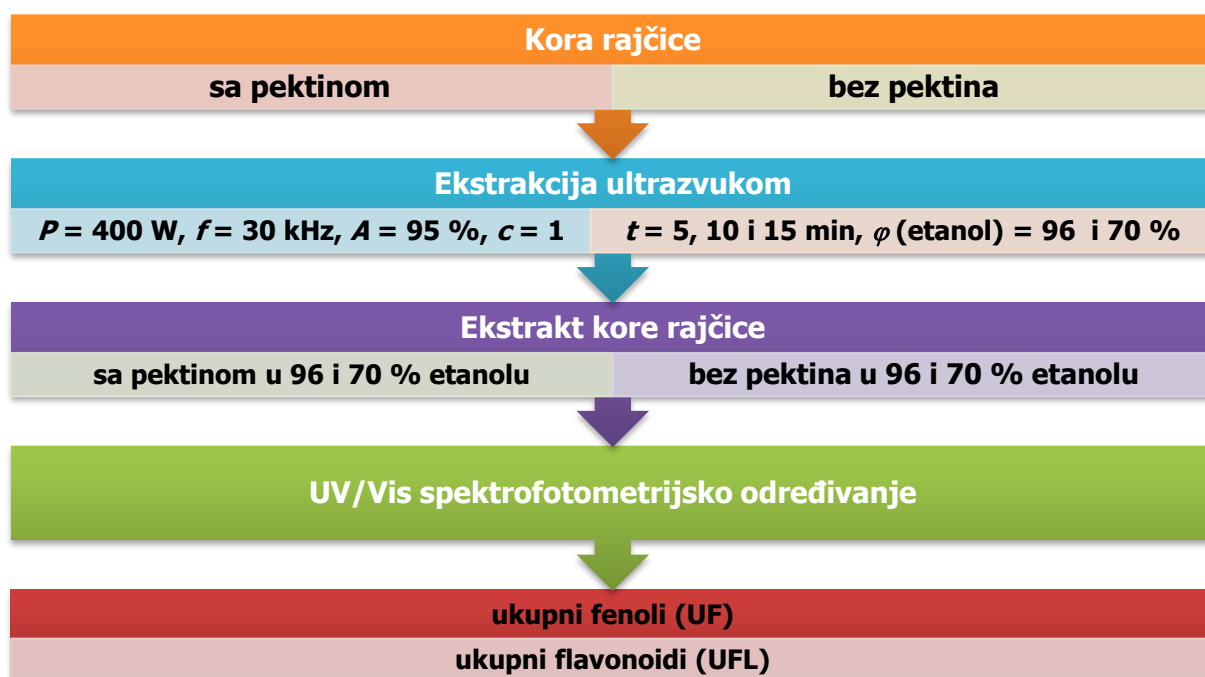 Kora rajčice
sa pektinom
bez pektina
Ekstrakcija ultrazvukom
P = 400 W, f = 30 kHz, A = 95 %, c = 1
t = 5, 10 i 15 min, φ (etanol) = 96 i 70 %
Ekstrakt kore rajčice
sa pektinom u 96 i 70 % etanolu
bez pektina u 96 i 70 % etanolu
UV/Vis spektrofotometrijsko određivanje
ukupni fenoli (UF)
ukupni flavonoidi (UFL)